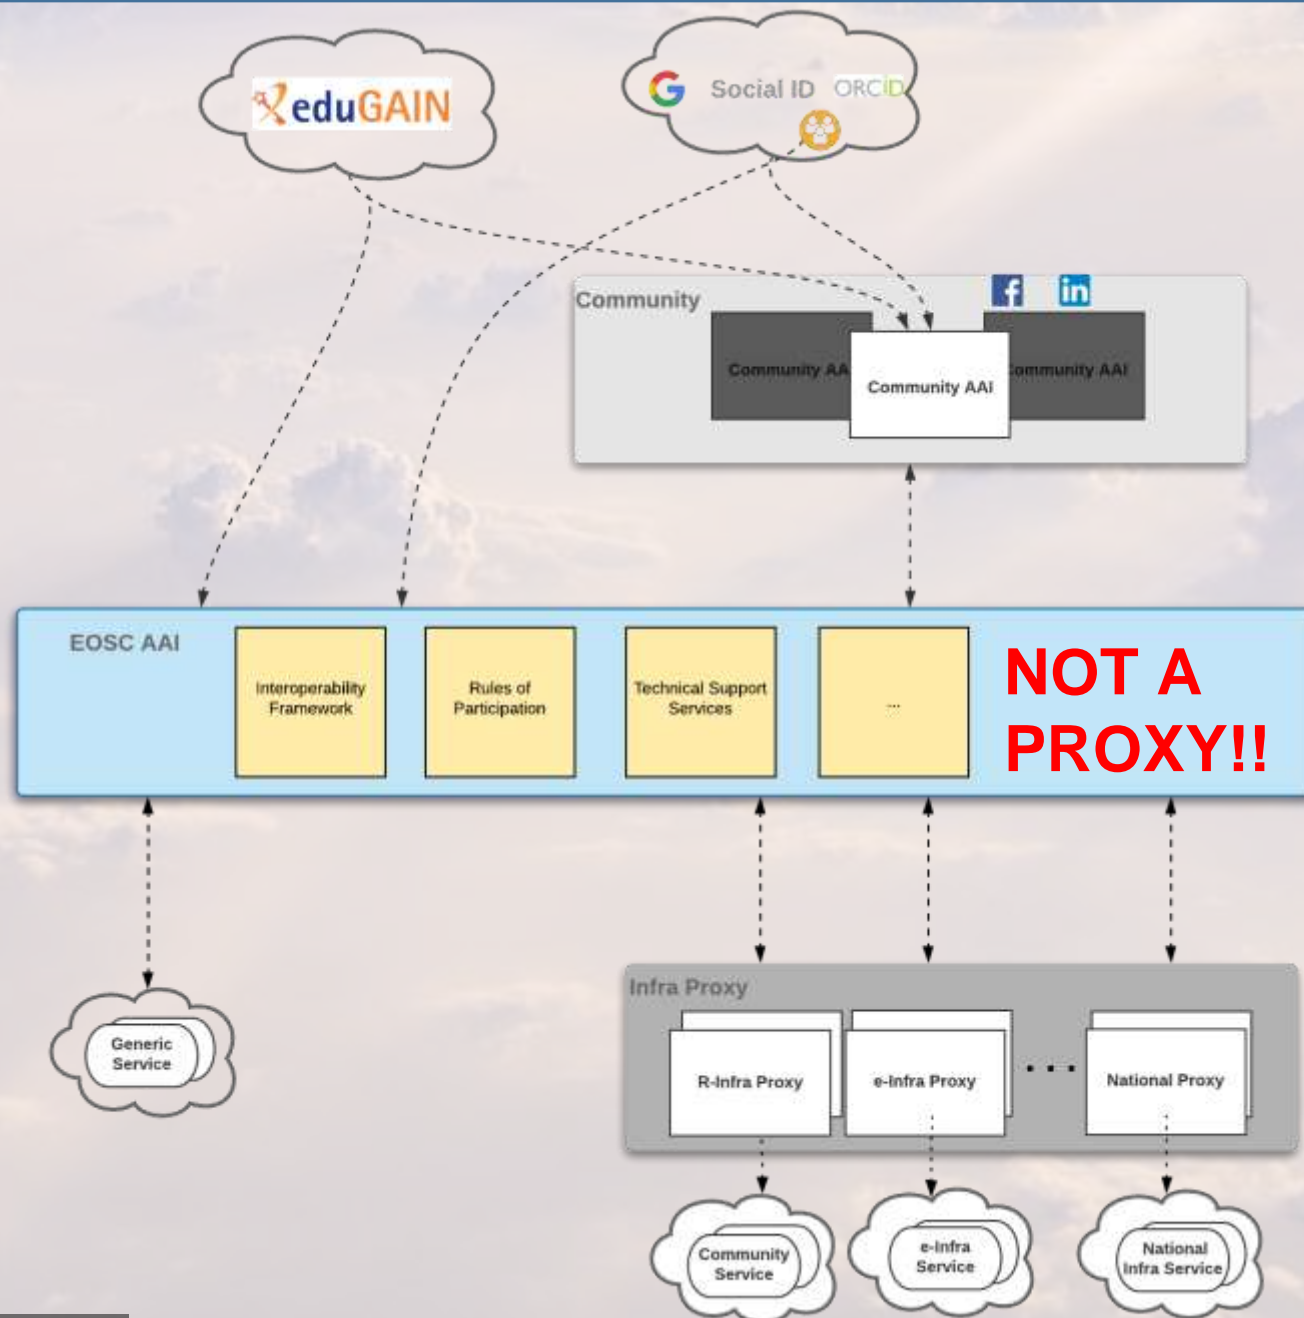 eduGAIN
Social ID ORCID
Community
Community AA
Community AAI
ommunity AAI
EOSC AAI
Interoperability
Framework
Rules of
Participation
Technical Support
Services
...
NOT A
PROXY!!
Generic
Service
Infra Proxy
R-Infra Proxy
e-Infra Proxy
. . .
National Proxy
Community
Service
e-Infra
Service
National
Infra Service